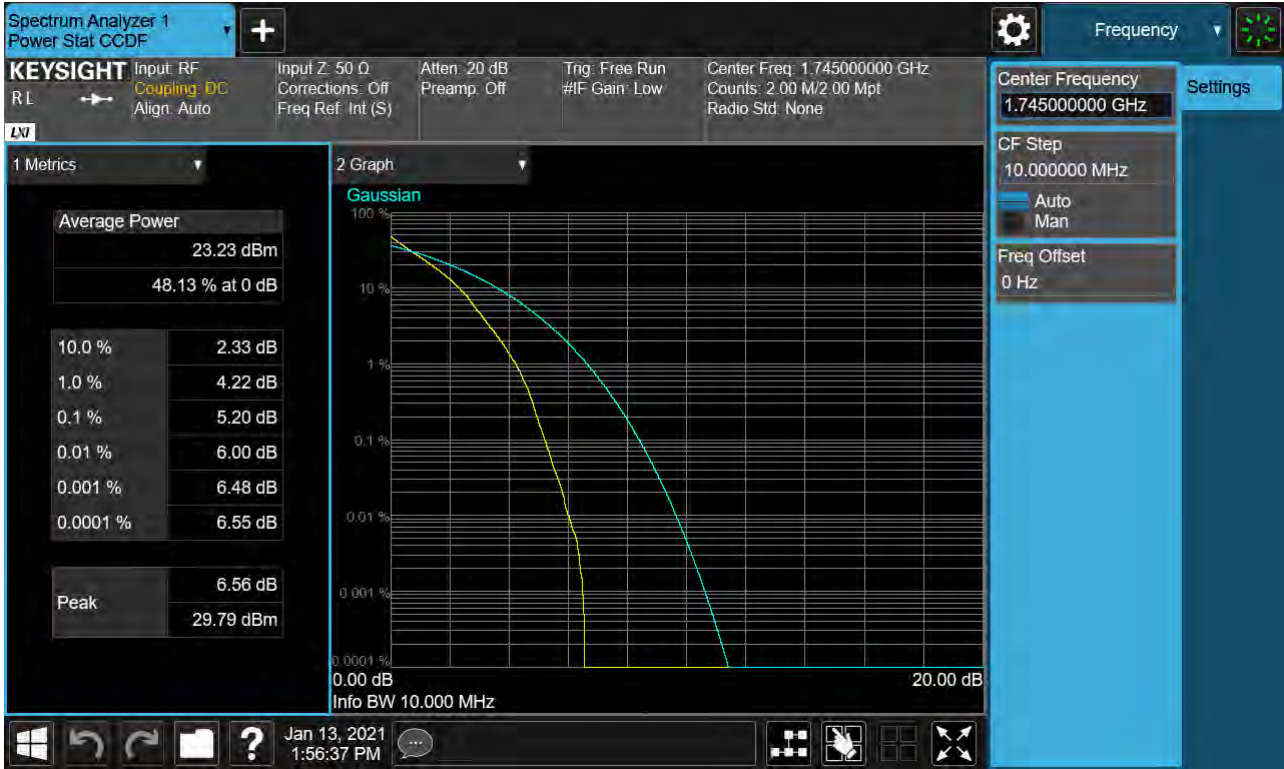 Spectrum Analyzer 1
Power Stat CCDF
+
Frequency
KEYSIGHT
R L
LXI
Input: RF
Coupling: DC
Align: Auto
Input Z: 50 Ω
Corrections: Off
Freq Ref: Int (S)
Atten: 20 dB
Preamp: Off
Trig: Free Run
#IF Gain: Low
Center Freq: 1.745000000 GHz
Counts: 2.00 M/2.00 Mpt
Radio Std: None
Center Frequency
1.745000000 GHz
Settings
CF Step
10.000000 MHz
Auto
Man
Freq Offset
0 Hz
1 Metrics
Average Power
23.23 dBm
48.13 % at 0 dB
10.0 % 2.33 dB
1.0 % 4.22 dB
0.1 % 5.20 dB
0.01 % 6.00 dB
0.001 % 6.48 dB
0.0001 % 6.55 dB
Peak
6.56 dB
29.79 dBm
2 Graph
Gaussian
100 %
10 %
1 %
0.1 %
0.01 %
0.001 %
0.0001 %
0.00 dB 20.00 dB
Info BW 10.000 MHz
?
Jan 13, 2021
1:56:37 PM